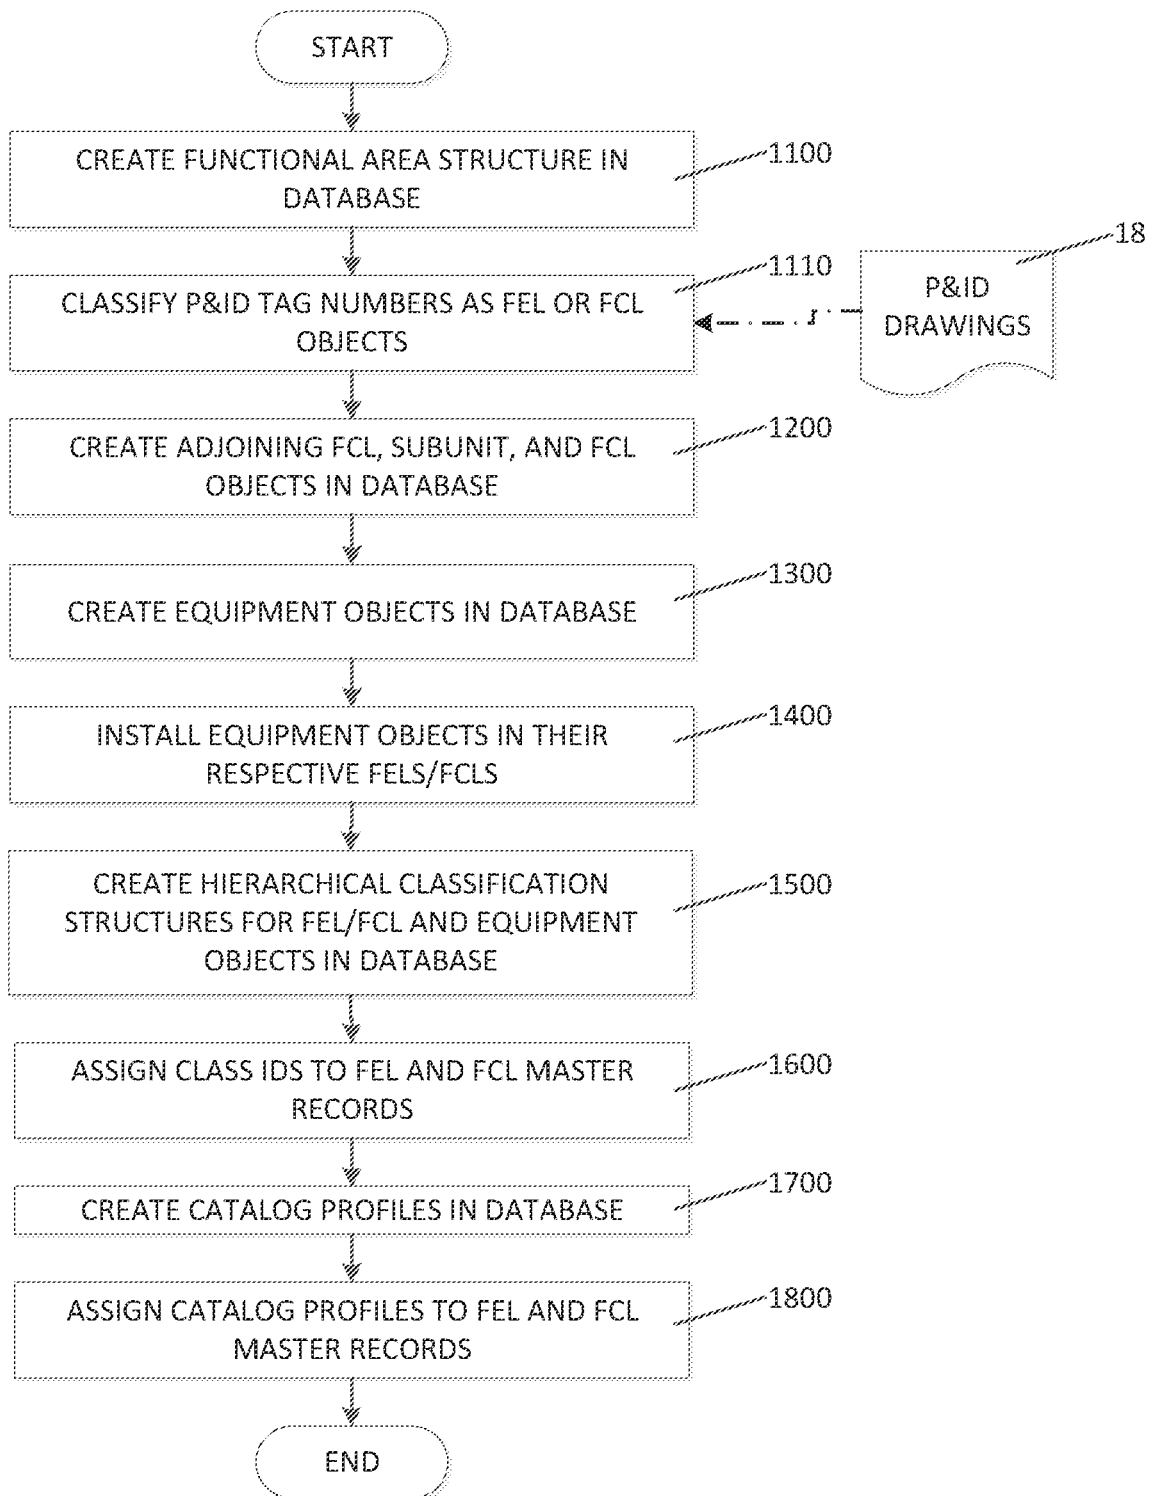 START
CREATE FUNCTIONAL AREA STRUCTURE IN
DATABASE
1100
18
CLASSIFY P&ID TAG NUMBERS AS FEL OR FCL
OBJECTS
1110
P&ID
DRAWINGS
CREATE ADJOINING FCL, SUBUNIT, AND FCL
OBJECTS IN DATABASE
1200
CREATE EQUIPMENT OBJECTS IN DATABASE
1300
INSTALL EQUIPMENT OBJECTS IN THEIR
RESPECTIVE FELS/FCLS
1400
CREATE HIERARCHICAL CLASSIFICATION
STRUCTURES FOR FEL/FCL AND EQUIPMENT
OBJECTS IN DATABASE
1500
ASSIGN CLASS IDS TO FEL AND FCL MASTER
RECORDS
1600
CREATE CATALOG PROFILES IN DATABASE
1700
ASSIGN CATALOG PROFILES TO FEL AND FCL
MASTER RECORDS
1800
END